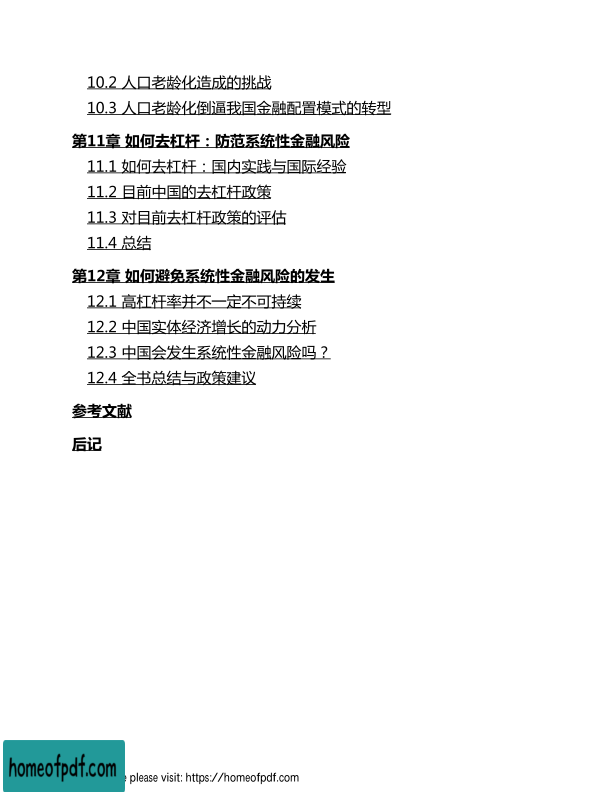 10.2 人口老龄化造成的挑战
10.3 人口老龄化倒逼我国金融配置模式的转型
第11章 如何去杠杆：防范系统性金融风险
11.1 如何去杠杆：国内实践与国际经验
11.2 目前中国的去杠杆政策
11.3 对目前去杠杆政策的评估
11.4 总结
第12章 如何避免系统性金融风险的发生
12.1 高杠杆率并不一定不可持续
12.2 中国实体经济增长的动力分析
12.3 中国会发生系统性金融风险吗？
12.4 全书总结与政策建议
参考文献
后记
homeofpdf.com
please visit: https://homeofpdf.com